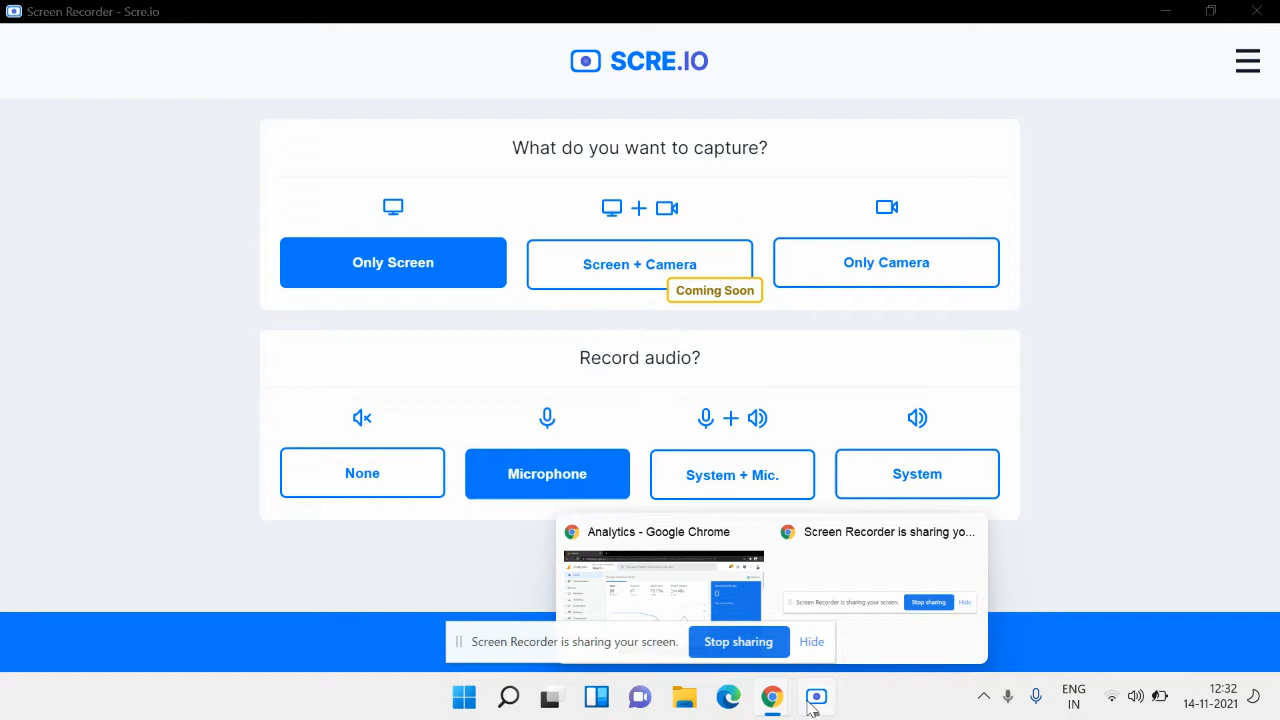 Screen Recorder - Scre.io
SCRE.IO
What do you want to capture?
Only Screen
Screen + Camera
Only Camera
Coming Soon
Record audio?
None
Microphone
System + Mic.
System
Analytics - Google Chrome
Screen Recorder is sharing yo...
Screen Recorder is sharing your screen. Stop sharing Hide
Screen Recorder is sharing your screen. Stop sharing Hide
ENG
IN
12:32
14-11-2021